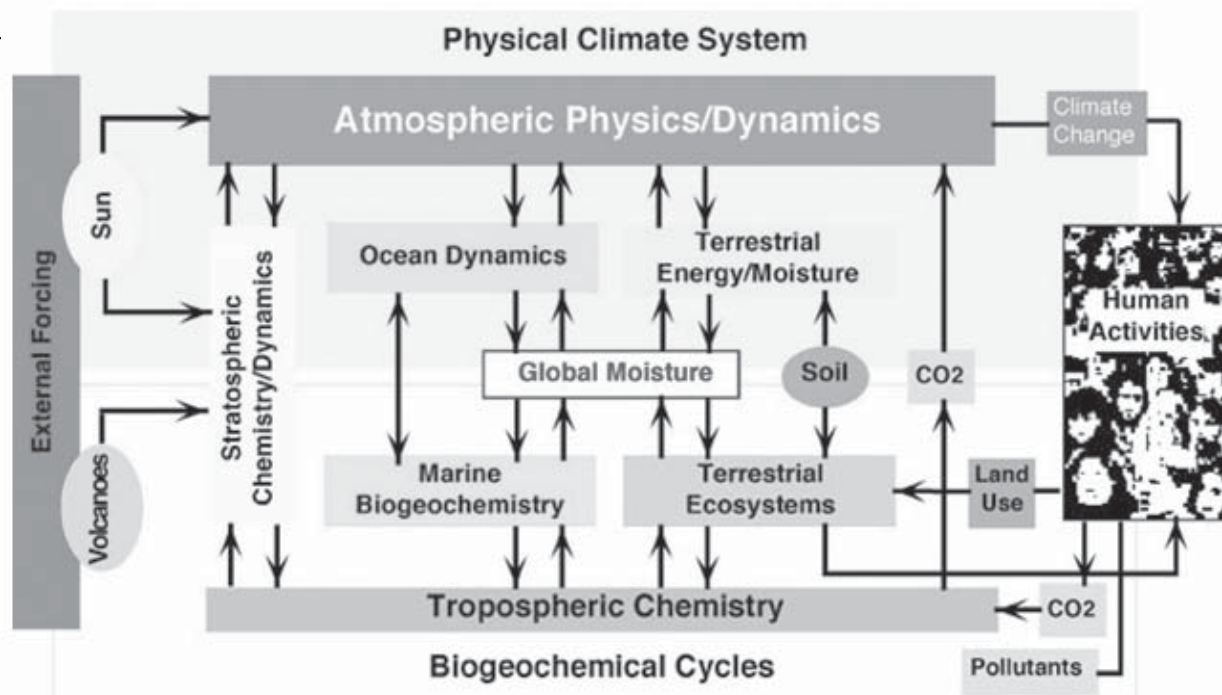 Physical Climate System
Atmospheric Physics/Dynamics
Climate
Change
External Forcing
Sun
Volcanoes
Stratospheric
Chemistry/Dynamics
Ocean Dynamics
Terrestrial
Energy/Moisture
Human
Activities
Global Moisture
Soil
CO2
Marine
Biogeochemistry
Terrestrial
Ecosystems
Land
Use
Tropospheric Chemistry
CO2
Biogeochemical Cycles
Pollutants